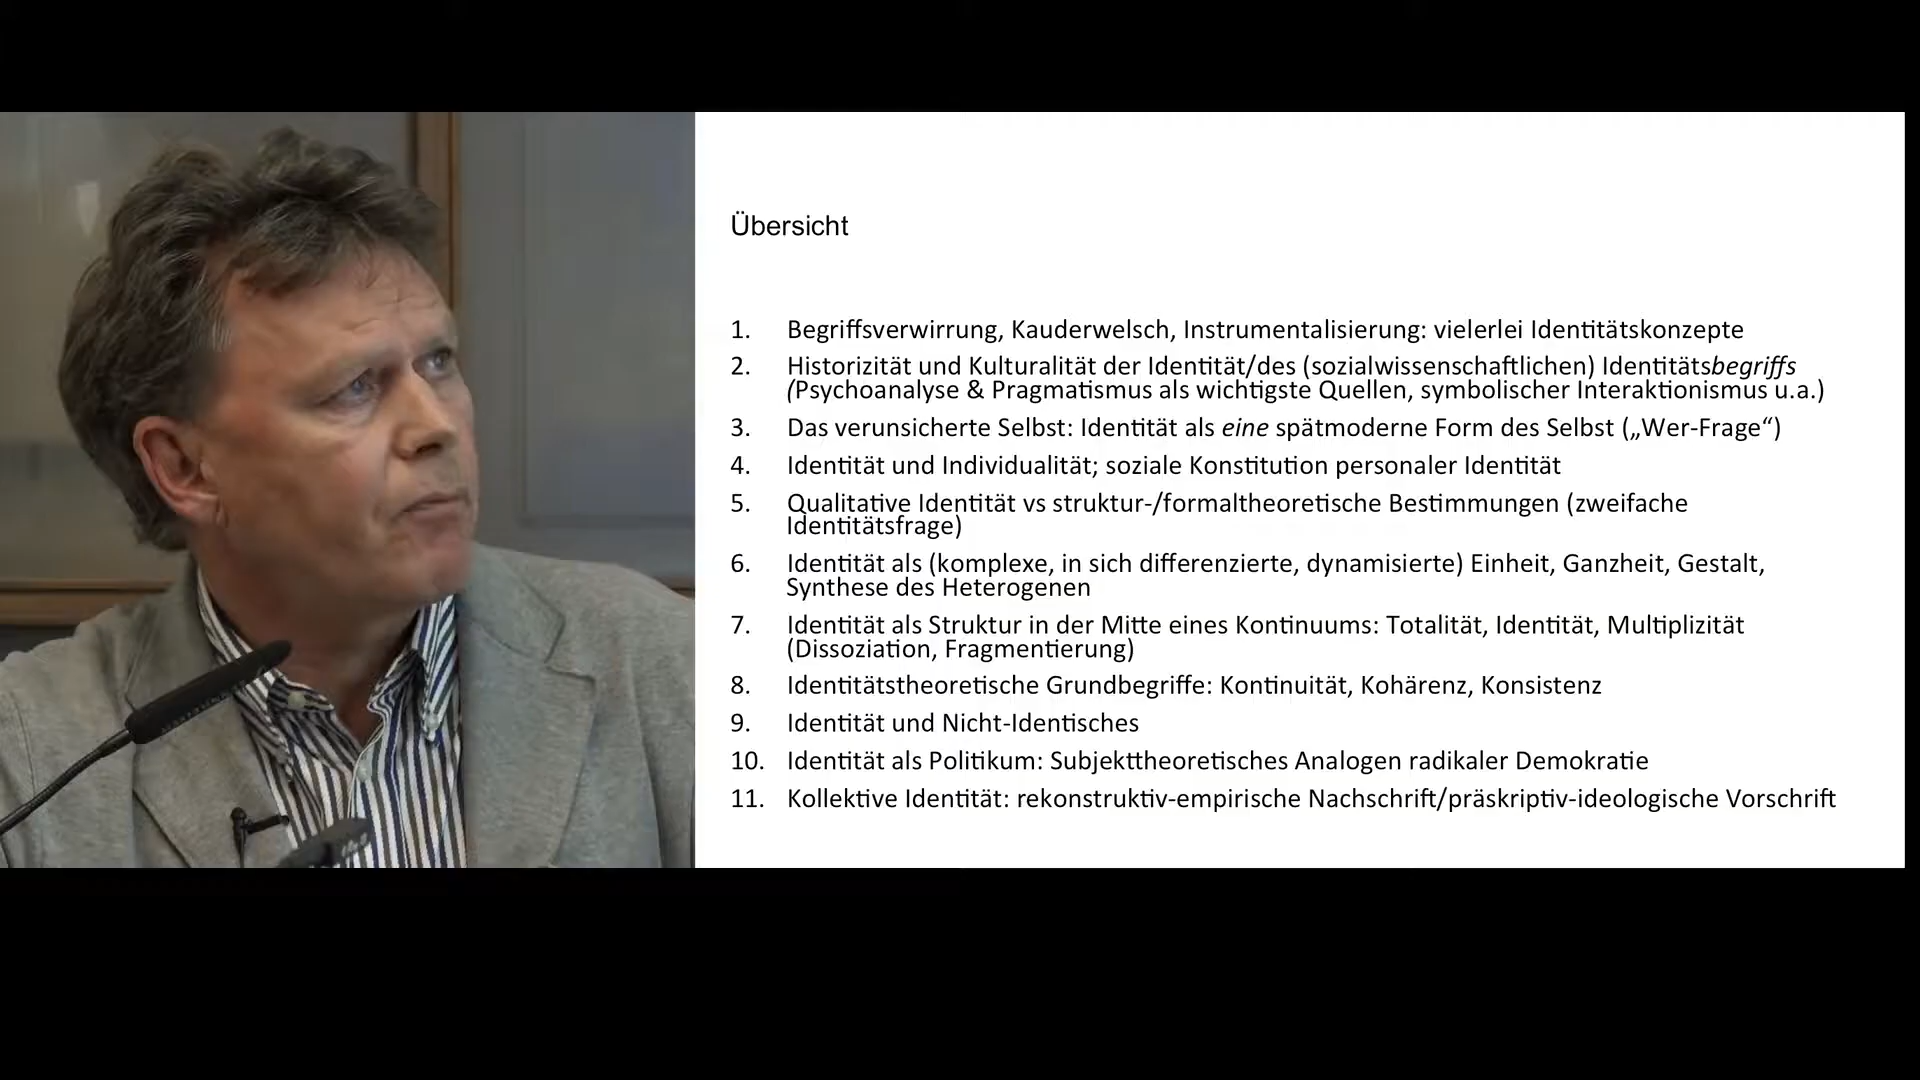 Übersicht
1. Begriffsverwirrung, Kauderwelsch, Instrumentalisierung: vielerlei Identitätskonzepte
2. Historizität und Kulturalität der Identität/des (sozialwissenschaftlichen) Identitätsbegriffs
(Psychoanalyse & Pragmatismus als wichtigste Quellen, symbolischer Interaktionismus u.a.)
3. Das verunsicherte Selbst: Identität als eine spätmoderne Form des Selbst („Wer-Frage“)
4. Identität und Individualität; soziale Konstitution personaler Identität
5. Qualitative Identität vs struktur-/formaltheoretische Bestimmungen (zweifache
Identitätsfrage)
6. Identität als (komplexe, in sich differenzierte, dynamisierte) Einheit, Ganzheit, Gestalt,
Synthese des Heterogenen
7. Identität als Struktur in der Mitte eines Kontinuums: Totalität, Identität, Multiplizität
(Dissoziation, Fragmentierung)
8. Identitätstheoretische Grundbegriffe: Kontinuität, Kohärenz, Konsistenz
9. Identität und Nicht-Identisches
10. Identität als Politikum: Subjekttheoretisches Analogen radikaler Demokratie
11. Kollektive Identität: rekonstruktiv-empirische Nachschrift/präskriptiv-ideologische Vorschrift